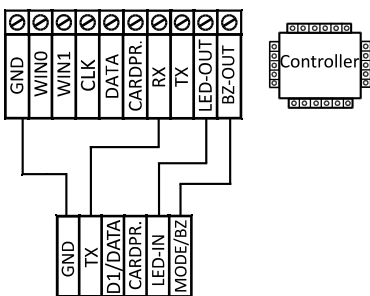 GND
WIN0
WIN1
CLK
DATA
CARDPR.
RX
TX
LED-OUT
BZ-OUT
Controller
GND
TX
D1/DATA
CARDPR.
LED-IN
MODE/BZ